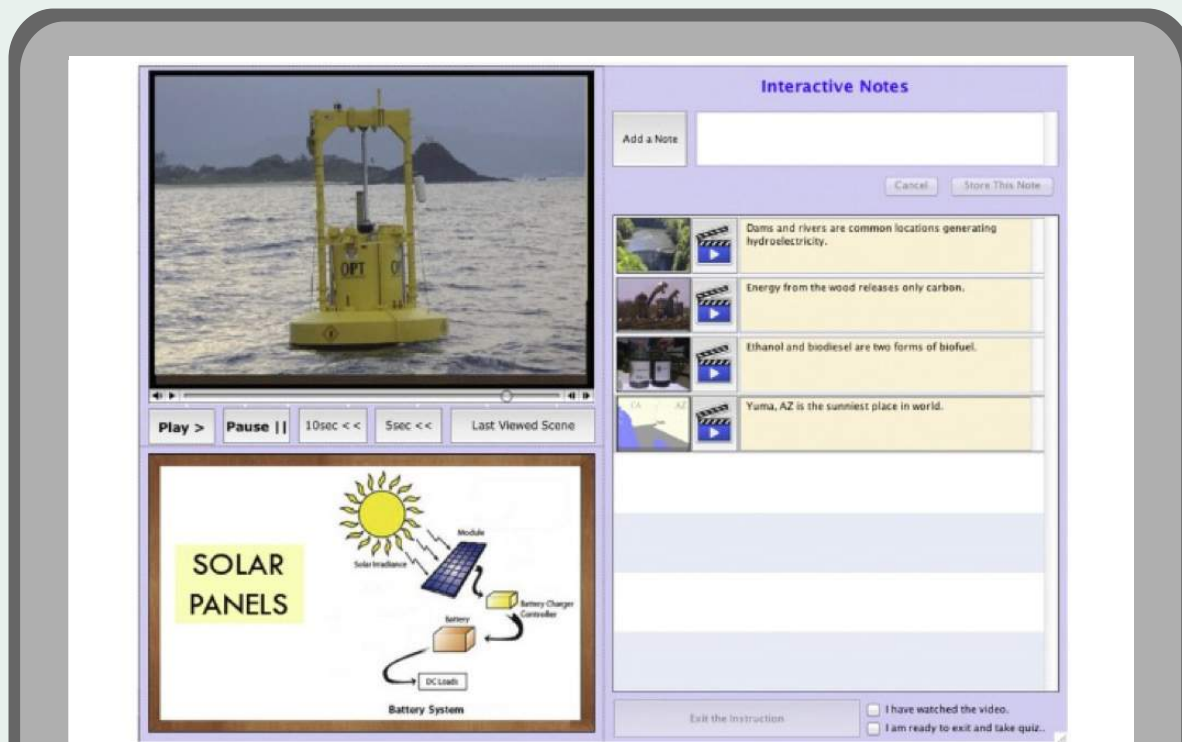 Interactive Notes
Add a Note
Cancel
Store This Note
OPT
Dams and rivers are common locations generating
hydroelectricity.
Energy from the wood releases only carbon.
Ethanol and biodiesel are two forms of biofuel.
CA AZ
Yuma, AZ is the sunniest place in world.
Play >
Pause ||
10sec < <
5sec < <
Last Viewed Scene
SOLAR
PANELS
Solar Irradiance
Module
Battery Charger
Controller
Battery
DC Loads
Battery System
Exit the Instruction
I have watched the video.
I am ready to exit and take quiz..